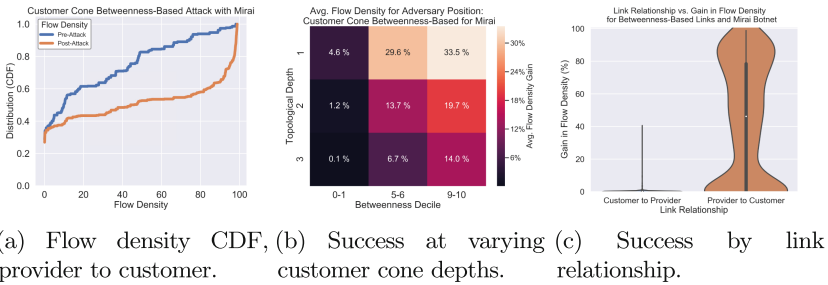 Customer Cone Betweenness-Based Attack with Mirai
Flow Density
Pre-Attack
Post-Attack
Distribution (CDF)
1.0
0.8
0.6
0.4
0.2
0.0
0 20 40 60 80 100
Flow Density
Avg. Flow Density for Adversary Position:
Customer Cone Betweenness-Based for Mirai
Topological Depth
1
2
3
4.6 % 29.6 % 33.5 %
1.2 % 13.7 % 19.7 %
0.1 % 6.7 % 14.0 %
0-1 5-6 9-10
Betweenness Decile
30%
24%
18%
12%
6%
Avg. Flow Density Gain
Link Relationship vs. Gain in Flow Density
for Betweenness-Based Links and Mirai Botnet
Gain in Flow Density (%)
100
80
60
40
20
0
Customer to Provider Provider to Customer
Link Relationship
(a) Flow density CDF,
provider to customer.
(b) Success at varying
customer cone depths.
(c) Success by link
relationship.